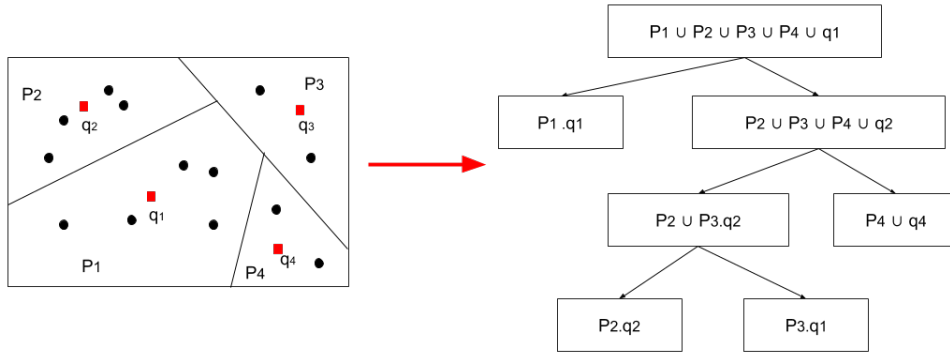 P2
q2
P3
q3
q1
P1
P4
q4
P1 ∪ P2 ∪ P3 ∪ P4 ∪ q1
P1 .q1
P2 ∪ P3 ∪ P4 ∪ q2
P2 ∪ P3.q2
P4 ∪ q4
P2.q2
P3.q1